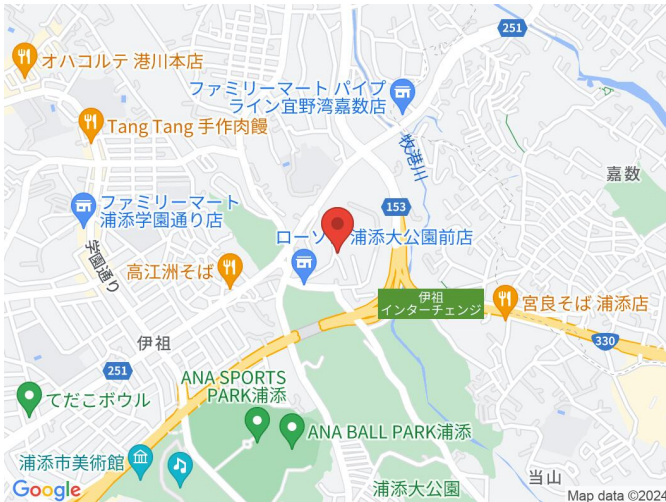 251
オハコルテ 港川本店
ファミリーマート パイプ
ライン宜野湾嘉数店
Tang Tang 手作肉饅
牧港川
嘉数
ファミリーマート
浦添学園通り店
153
学園通り
ローソン 浦添大公園前店
高江洲そば
伊祖
インターチェンジ
宮良そば 浦添店
伊祖
330
251
ANA SPORTS
PARK浦添
てだこボウル
ANA BALL PARK浦添
浦添市美術館
当山
浦添大公園
Google
Map data ©2024